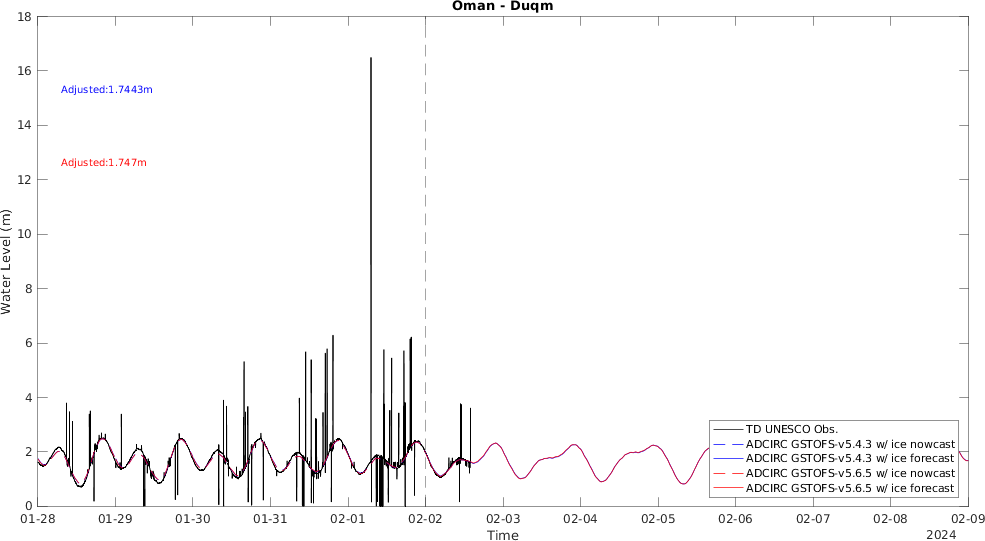 Oman - Duqm
18
16
14
12
10
8
6
4
2
0
Water Level (m)
Adjusted:1.7443m
Adjusted:1.747m
TD UNESCO Obs.
ADCIRC GSTOFS-v5.4.3 w/ ice nowcast
ADCIRC GSTOFS-v5.4.3 w/ ice forecast
ADCIRC GSTOFS-v5.6.5 w/ ice nowcast
ADCIRC GSTOFS-v5.6.5 w/ ice forecast
01-28 01-29 01-30 01-31 02-01 02-02 02-03 02-04 02-05 02-06 02-07 02-08 02-09
Time
2024